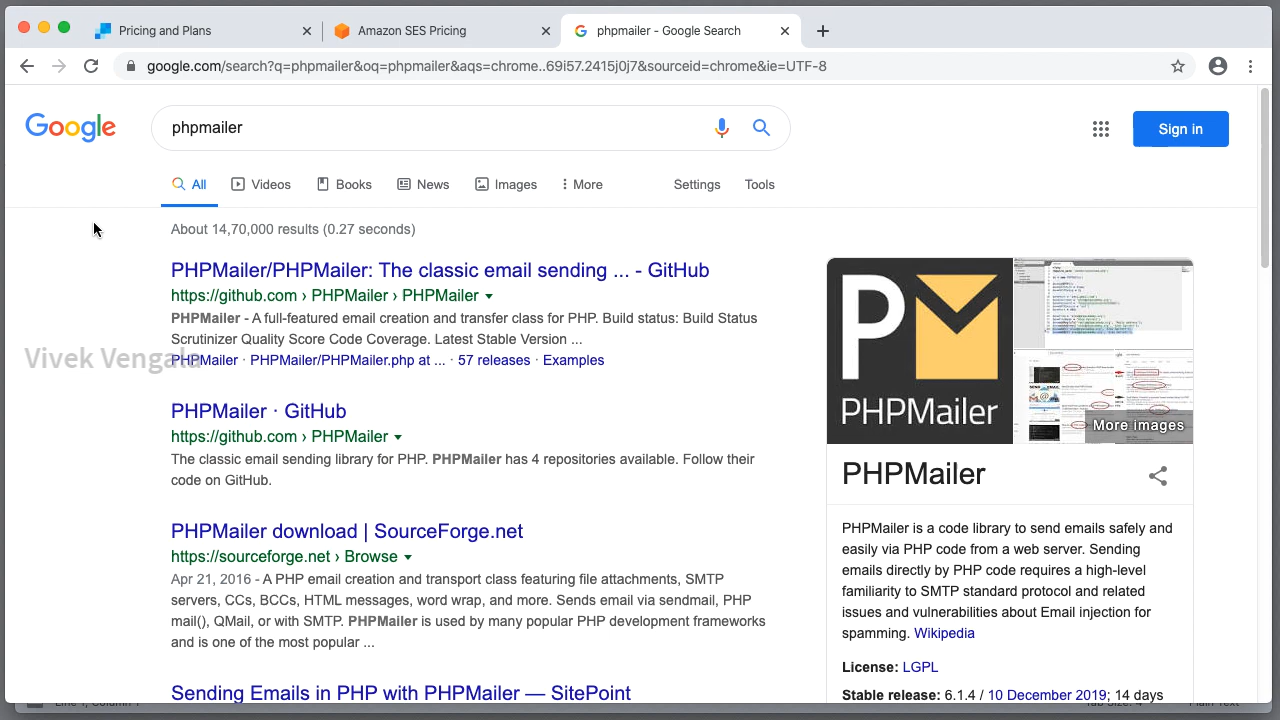 Pricing and Plans
Amazon SES Pricing
phpmailer - Google Search
google.com/search?q=phpmailer&oq=phpmailer&aqs=chrome..69i57.2415j0j7&sourceid=chrome&ie=UTF-8
Google
phpmailer
Sign in
All
Videos
Books
News
Images
More
Settings
Tools
About 14,70,000 results (0.27 seconds)
PHPMailer/PHPMailer: The classic email sending ... - GitHub
https://github.com › PHPMailer › PHPMailer
PHPMailer - A full-featured email creation and transfer class for PHP. Build status: Build Status
Scrutinizer Quality Score Code Coverage · Latest Stable Version ...
PHPMailer · PHPMailer/PHPMailer.php at ... · 57 releases · Examples
Vivek Vengala
PHPMailer · GitHub
https://github.com › PHPMailer
The classic email sending library for PHP. PHPMailer has 4 repositories available. Follow their
code on GitHub.
PHPMailer download | SourceForge.net
https://sourceforge.net › Browse
Apr 21, 2016 - A PHP email creation and transport class featuring file attachments, SMTP
servers, CCs, BCCs, HTML messages, word wrap, and more. Sends email via sendmail, PHP
mail(), QMail, or with SMTP. PHPMailer is used by many popular PHP development frameworks
and is one of the most popular ...
Sending Emails in PHP with PHPMailer — SitePoint
PHPMailer
More images
PHPMailer
PHPMailer is a code library to send emails safely and
easily via PHP code from a web server. Sending
emails directly by PHP code requires a high-level
familiarity to SMTP standard protocol and related
issues and vulnerabilities about Email injection for
spamming. Wikipedia
License: LGPL
Stable release: 6.1.4 / 10 December 2019; 14 days